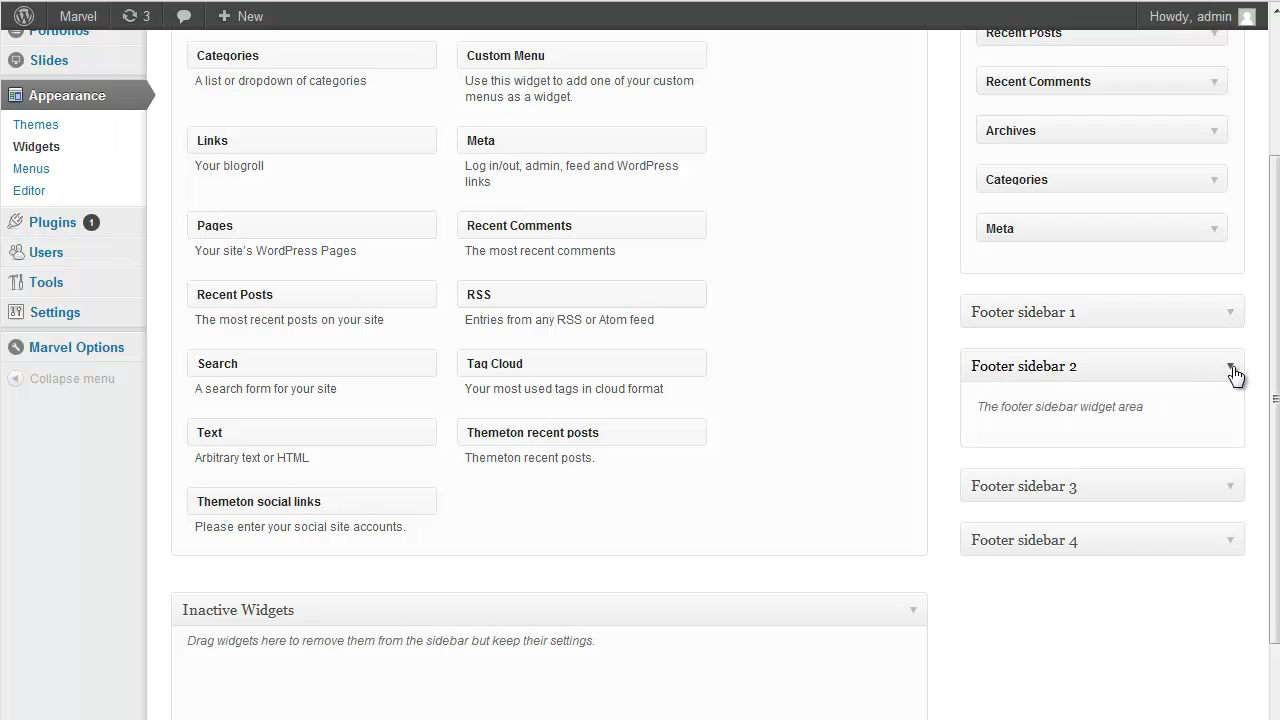 Marvel
3
New
Howdy, admin
Portfolios
Slides
Appearance
Themes
Widgets
Menus
Editor
Plugins 1
Users
Tools
Settings
Marvel Options
Collapse menu
Categories
A list or dropdown of categories
Custom Menu
Use this widget to add one of your custom
menus as a widget.
Links
Your blogroll
Meta
Log in/out, admin, feed and WordPress
links
Pages
Your site's WordPress Pages
Recent Comments
The most recent comments
Recent Posts
The most recent posts on your site
RSS
Entries from any RSS or Atom feed
Search
A search form for your site
Tag Cloud
Your most used tags in cloud format
Text
Arbitrary text or HTML
Themeton recent posts
Themeton recent posts.
Themeton social links
Please enter your social site accounts.
Inactive Widgets
Drag widgets here to remove them from the sidebar but keep their settings.
Recent Posts
Recent Comments
Archives
Categories
Meta
Footer sidebar 1
Footer sidebar 2
The footer sidebar widget area
Footer sidebar 3
Footer sidebar 4